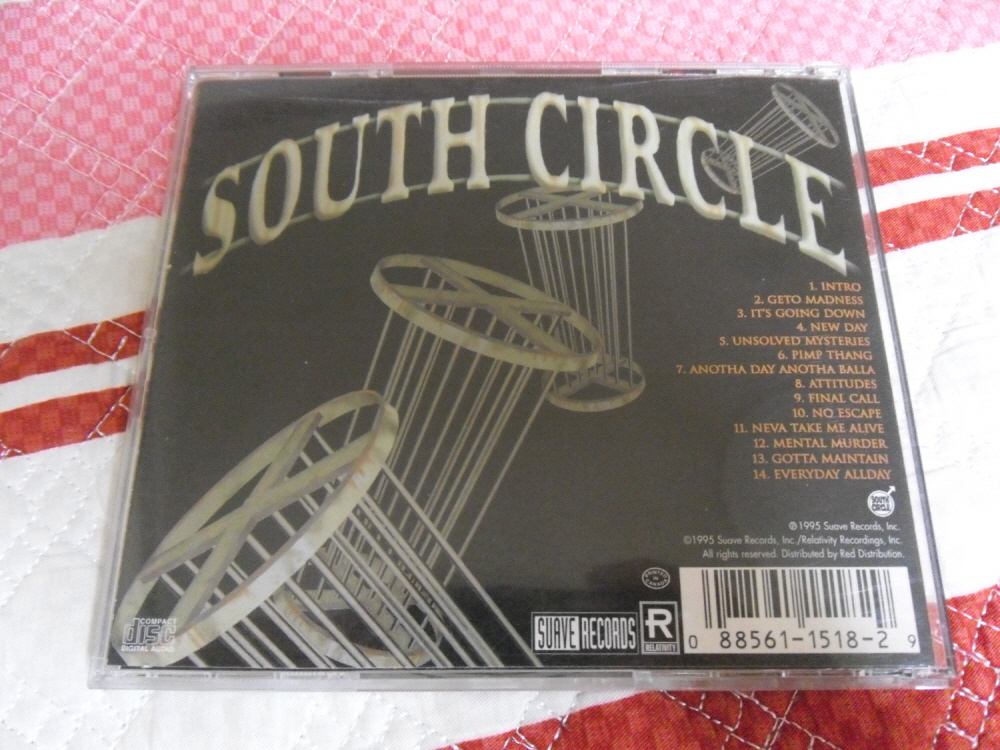 SOUTH CIRCLE
1. INTRO
2. GETO MADNESS
3. IT'S GOING DOWN
4. NEW DAY
5. UNSOLVED MYSTERIES
6. PIMP THANG
7. ANOTHA DAY ANOTHA BALLA
8. ATTITUDES
9. FINAL CALL
10. NO ESCAPE
11. NEVA TAKE ME ALIVE
12. MENTAL MURDER
13. GOTTA MAINTAIN
14. EVERYDAY ALLDAY
SOUTH
CIRCLE
℗1995 Suave Records, Inc.
©1995 Suave Records, Inc./Relativity Recordings, Inc.
All rights reserved. Distributed by Red Distribution.
PRINTED
IN
CANADA
COMPACT
disc
DIGITAL AUDIO
SUAVE RECORDS
R
RELATIVITY
0 88561-1518-2 9